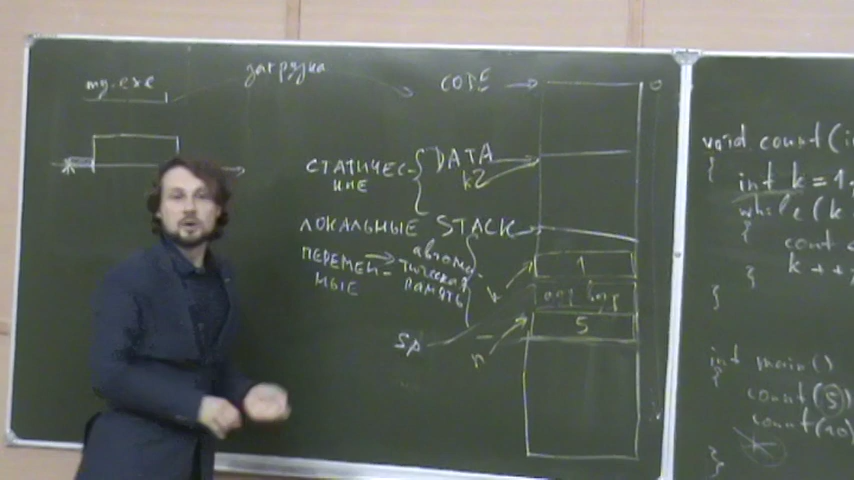 my.exe
загрузка
CODE
0
СТАТИЧЕС-
КИЕ
DATA
k2
ЛОКАЛЬНЫЕ
ПЕРЕМЕН-
НЫЕ
STACK
автома-
тическая
память
k
1
sp
5
n
void count(i
{
int k = 1
while (k
{
cout <
k++
}
}
int main()
{
count(5)
count(10)
}